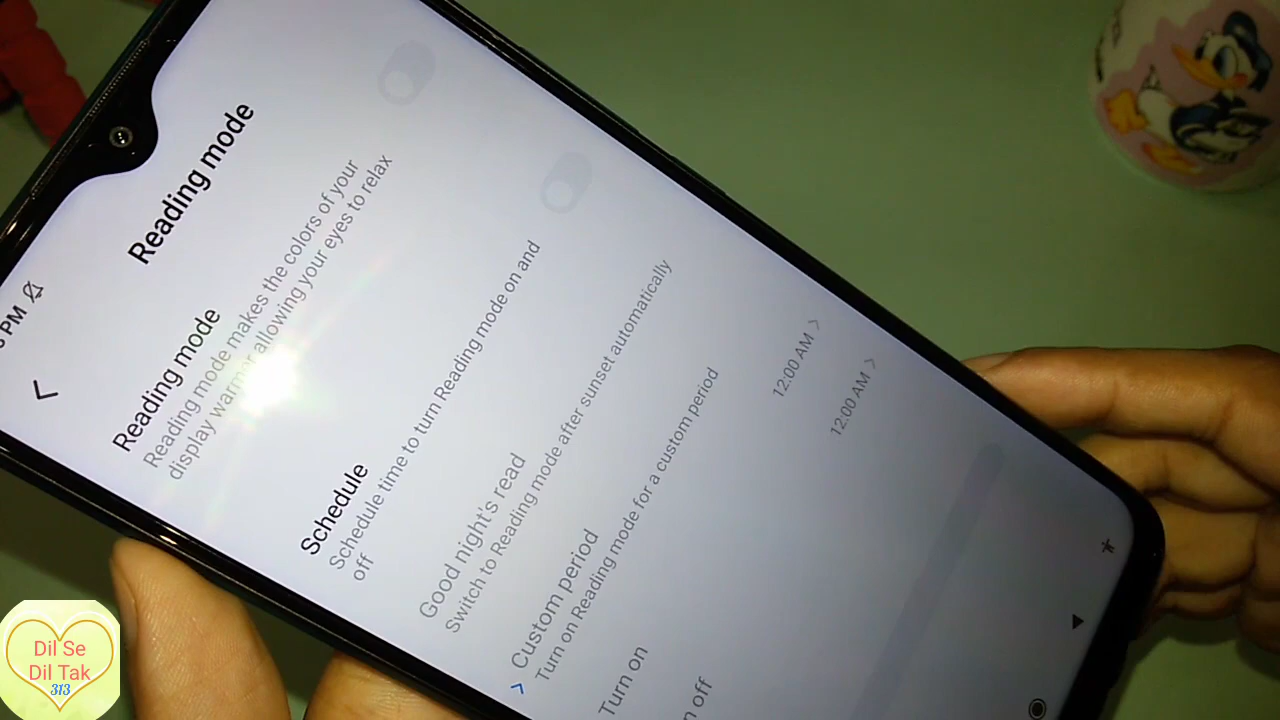 PM
Reading mode
Reading mode
Reading mode makes the colors of your
display warmer allowing your eyes to relax
Schedule
Schedule time to turn Reading mode on and
off
Good night's read
Switch to Reading mode after sunset automatically
Custom period
Turn on Reading mode for a custom period
Turn on
12:00 AM
off
12:00 AM
Dil Se
Dil Tak
313